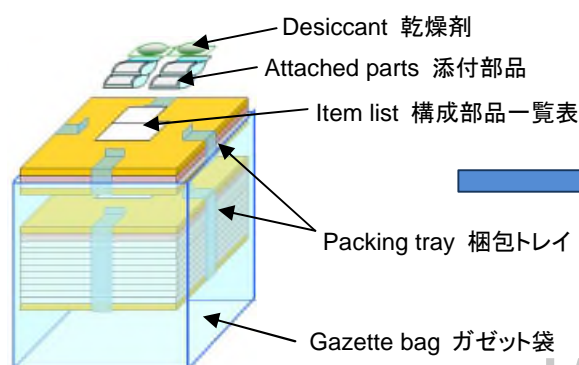 Desiccant 乾燥剤
Attached parts 添付部品
Item list 構成部品一覧表
Packing tray 梱包トレイ
Gazette bag ガゼット袋